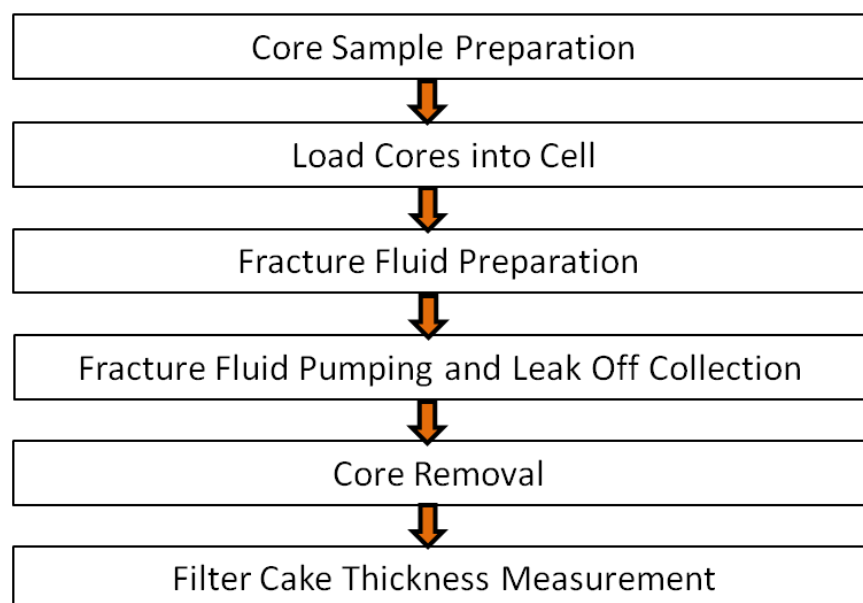 Core Sample Preparation
Load Cores into Cell
Fracture Fluid Preparation
Fracture Fluid Pumping and Leak Off Collection
Core Removal
Filter Cake Thickness Measurement